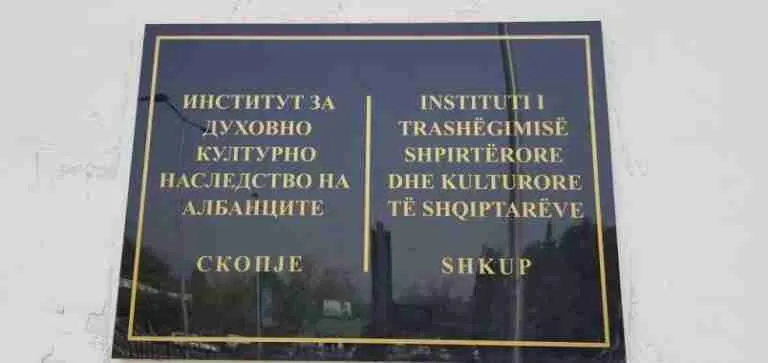 ИНСТИТУТ ЗА
ДУХОВНО
КУЛТУРНО
НАСЛЕДСТВО НА
АЛБАНЦИТЕ
СКОПЈЕ
INSTITUTI I
TRASHËGIMISË
SHPIRTËRORE
DHE KULTURORE
TË SHQIPTARËVE
SHKUP